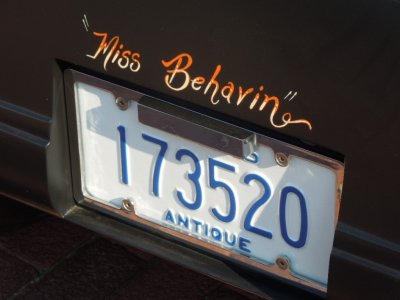 "Miss Behavin"
173520
ANTIQUE